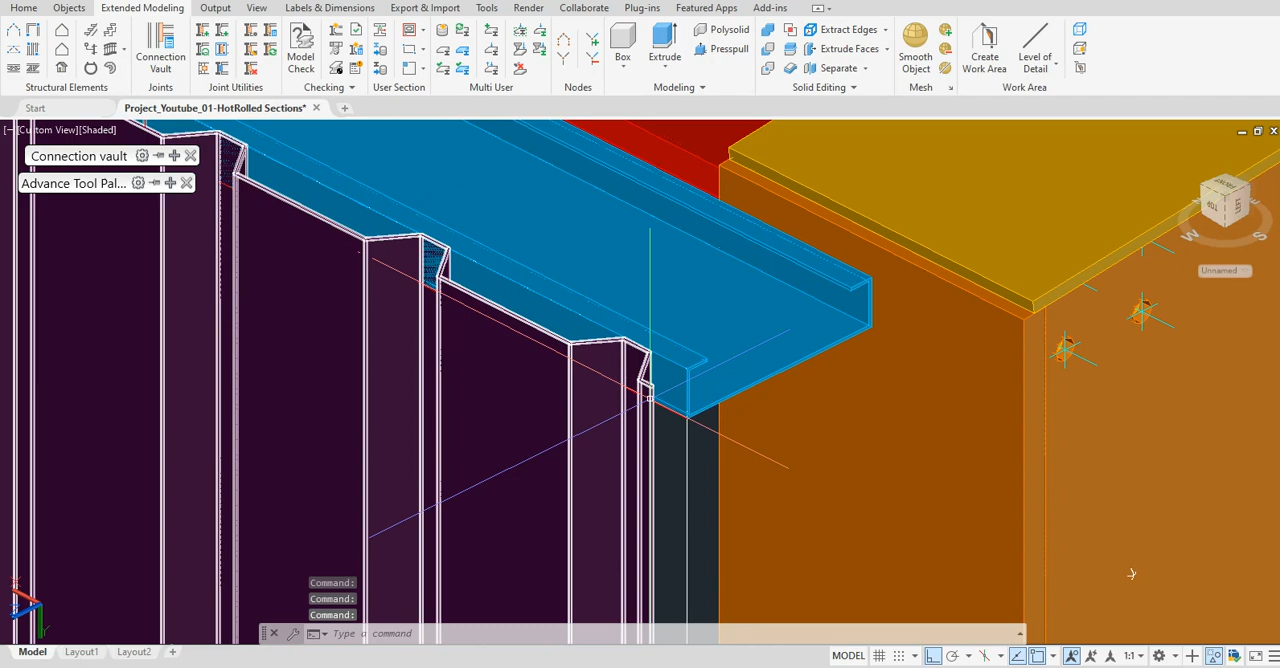 Home Objects Extended Modeling Output View Labels & Dimensions Export & Import Tools Render Collaborate Plug-ins Featured Apps Add-ins
Connection Vault
Model Check
Box
Extrude
Polysolid
Presspull
Extract Edges
Extrude Faces
Separate
Smooth Object
Create Work Area
Level of Detail
Structural Elements Joints Joint Utilities Checking User Section Multi User Nodes Modeling Solid Editing Mesh Work Area
Start Project_Youtube_01-HotRolled Sections*
[Custom View][Shaded]
Connection vault
Advance Tool Pal...
TOP
LEFT
W
S
Unnamed
Command:
Command:
Command:
Type a command
Y
Model Layout1 Layout2
MODEL
1:1